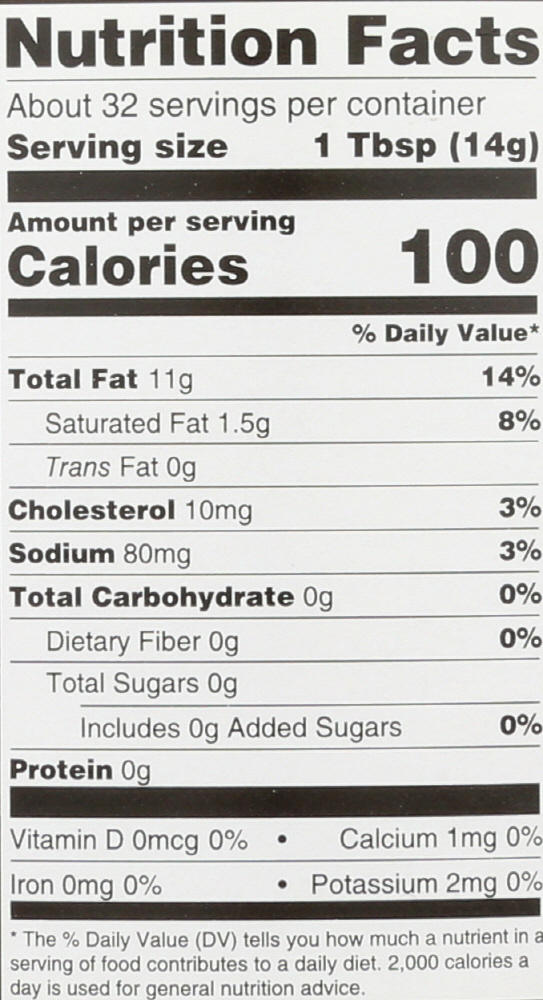 Nutrition Facts
About 32 servings per container
Serving size 1 Tbsp (14g)
Amount per serving
Calories 100
% Daily Value*
Total Fat 11g 14%
Saturated Fat 1.5g 8%
Trans Fat 0g
Cholesterol 10mg 3%
Sodium 80mg 3%
Total Carbohydrate 0g 0%
Dietary Fiber 0g 0%
Total Sugars 0g
Includes 0g Added Sugars 0%
Protein 0g
Vitamin D 0mcg 0% • Calcium 1mg 0%
Iron 0mg 0% • Potassium 2mg 0%
* The % Daily Value (DV) tells you how much a nutrient in a
serving of food contributes to a daily diet. 2,000 calories a
day is used for general nutrition advice.